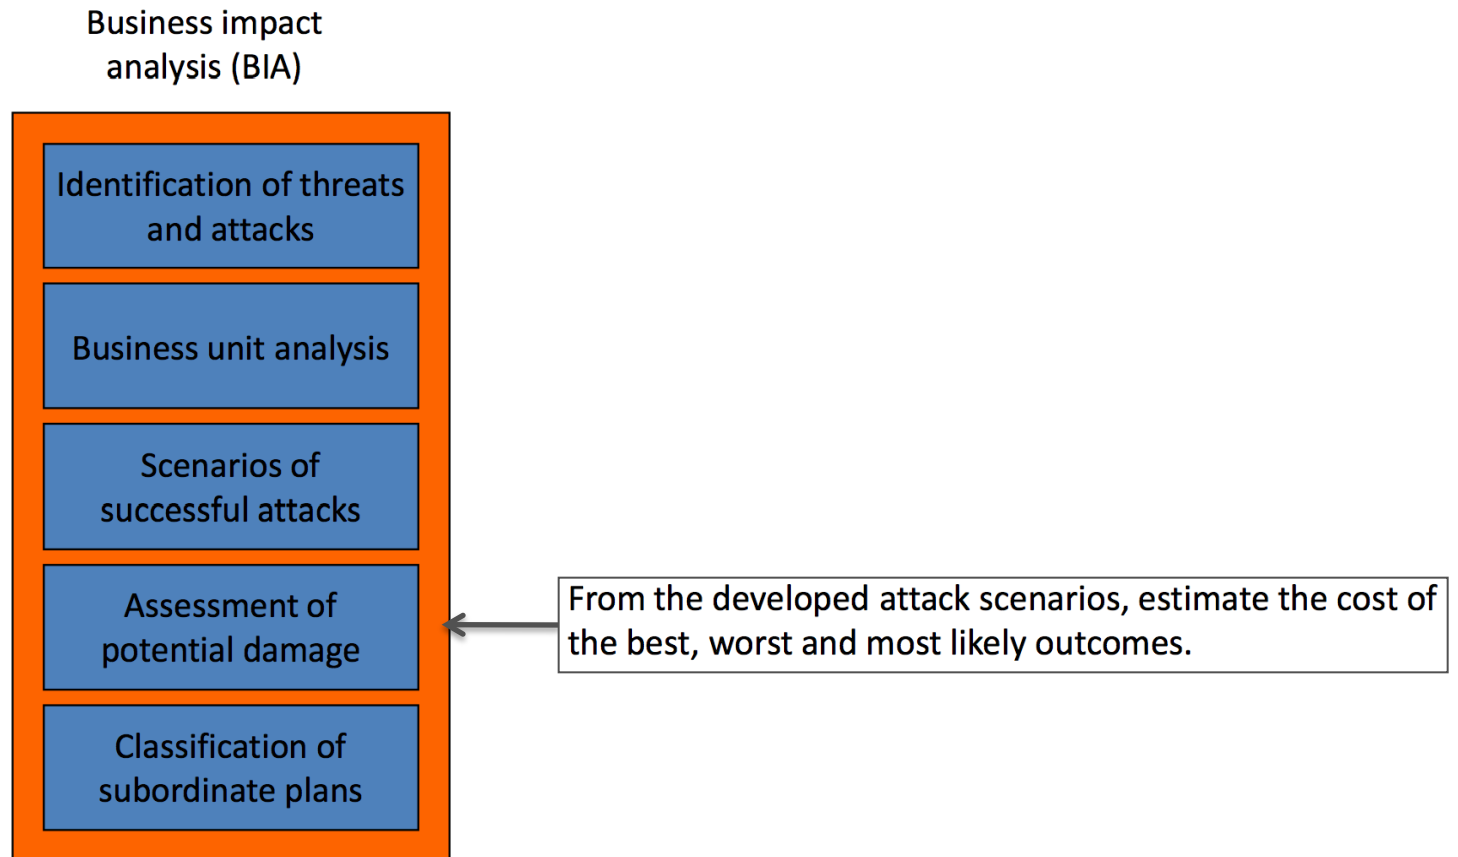 Business impact
analysis (BIA)
Identification of threats
and attacks
Business unit analysis
Scenarios of
successful attacks
Assessment of
potential damage
From the developed attack scenarios, estimate the cost of
the best, worst and most likely outcomes.
Classification of
subordinate plans